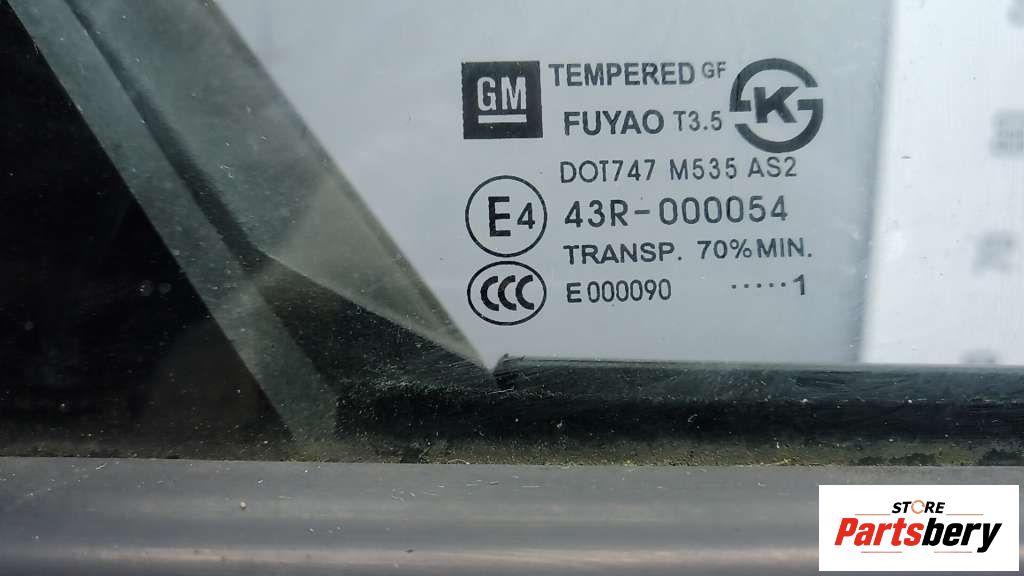 GM
TEMPERED GF
FUYAO T3.5
K
DOT747 M535 AS2
E4
43R-000054
TRANSP. 70% MIN.
CCC
E000090 ·····1
STORE
Partsbery